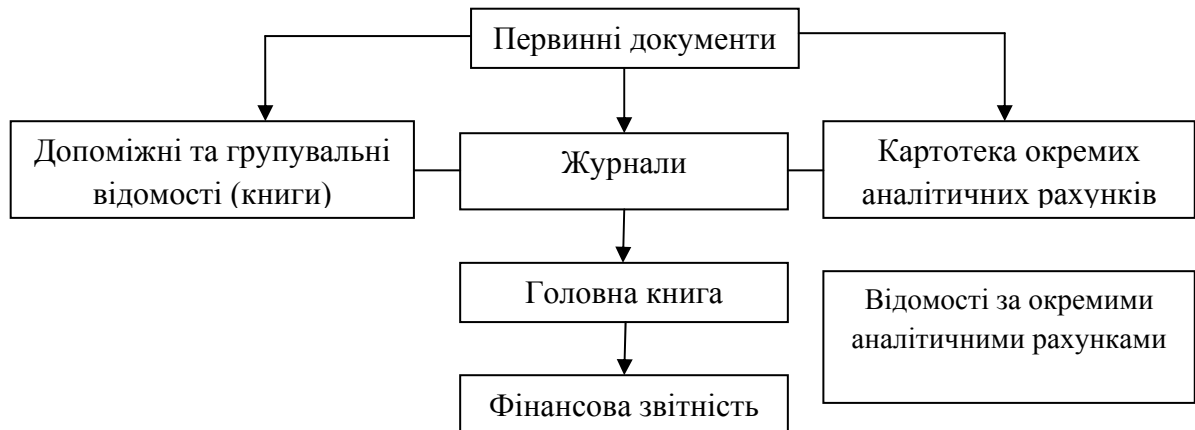 Первинні документи
Допоміжні та групувальні
відомості (книги)
Журнали
Картотека окремих
аналітичних рахунків
Головна книга
Відомості за окремими
аналітичними рахунками
Фінансова звітність